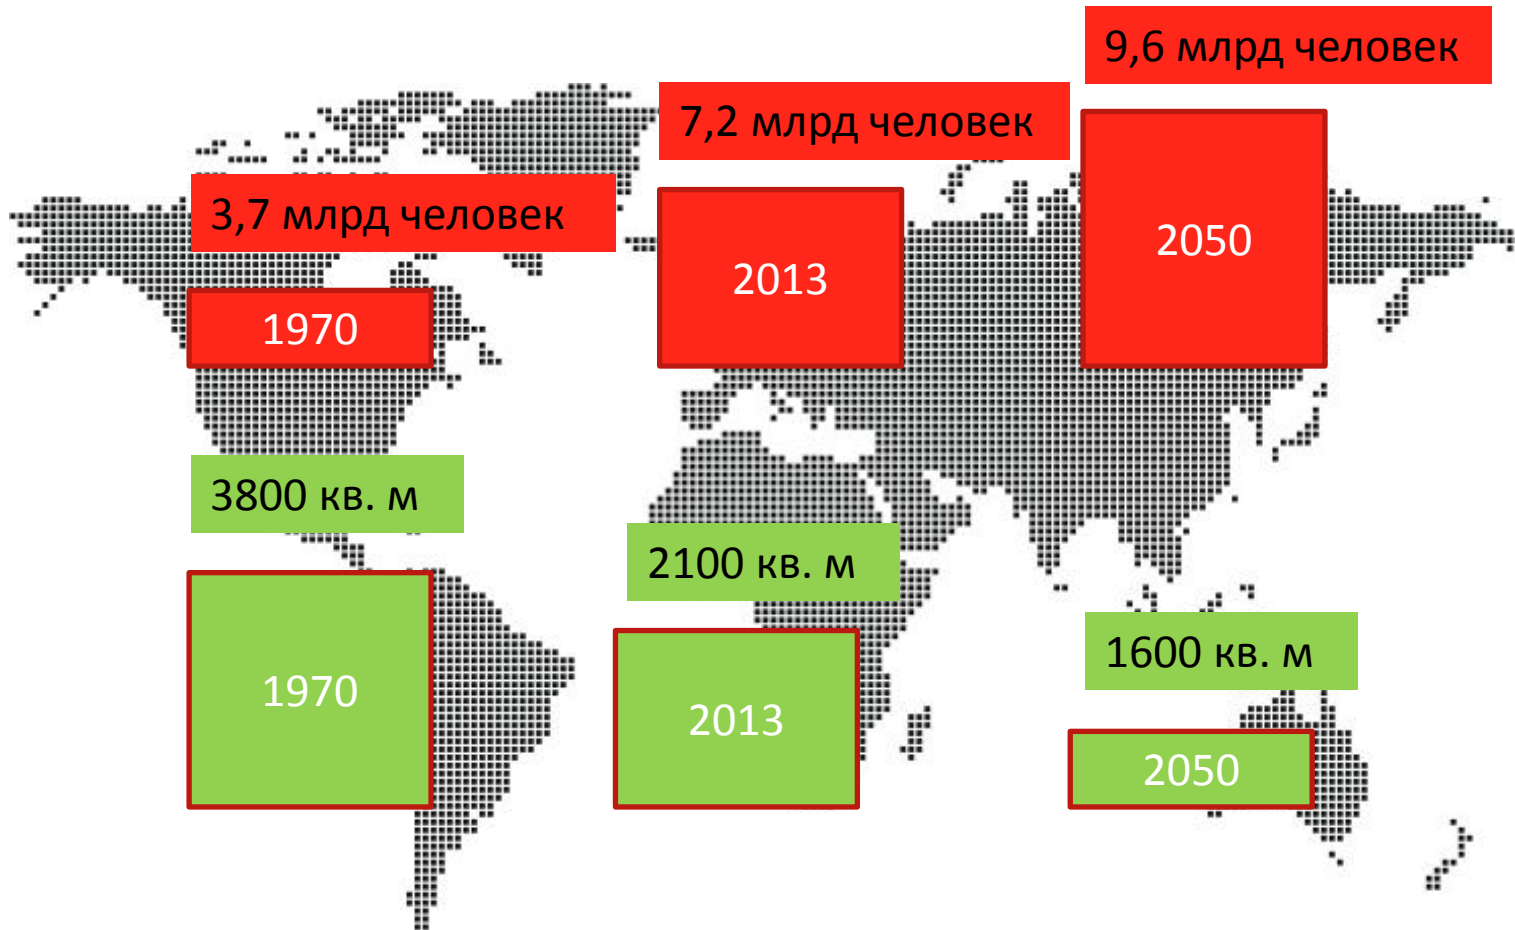 9,6 млрд человек
7,2 млрд человек
3,7 млрд человек
2050
2013
1970
3800 кв. м
2100 кв. м
1600 кв. м
1970
2013
2050